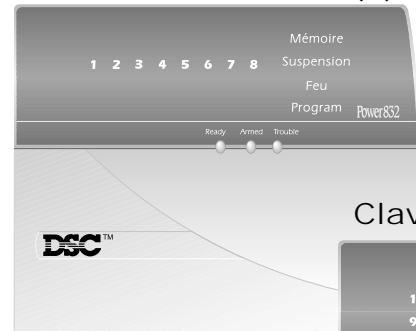 Mémoire
1 2 3 4 5 6 7 8 Suspension
Feu
Program Power832
Ready Armed Trouble
Clav
DSC™
1
9